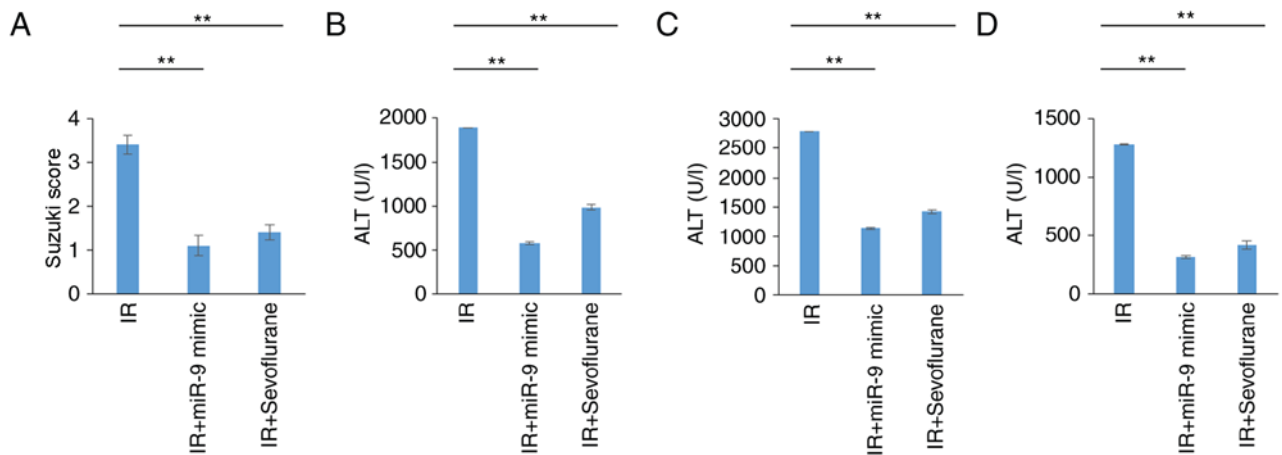 A
**
**
Suzuki score
4
3
2
1
0
IR
IR+miR-9 mimic
IR+Sevoflurane
B
**
**
ALT (U/l)
2000
1500
1000
500
0
IR
IR+miR-9 mimic
IR+Sevoflurane
C
**
**
ALT (U/l)
3000
2500
2000
1500
1000
500
0
IR
IR+miR-9 mimic
IR+Sevoflurane
D
**
**
ALT (U/l)
1500
1000
500
0
IR
IR+miR-9 mimic
IR+Sevoflurane